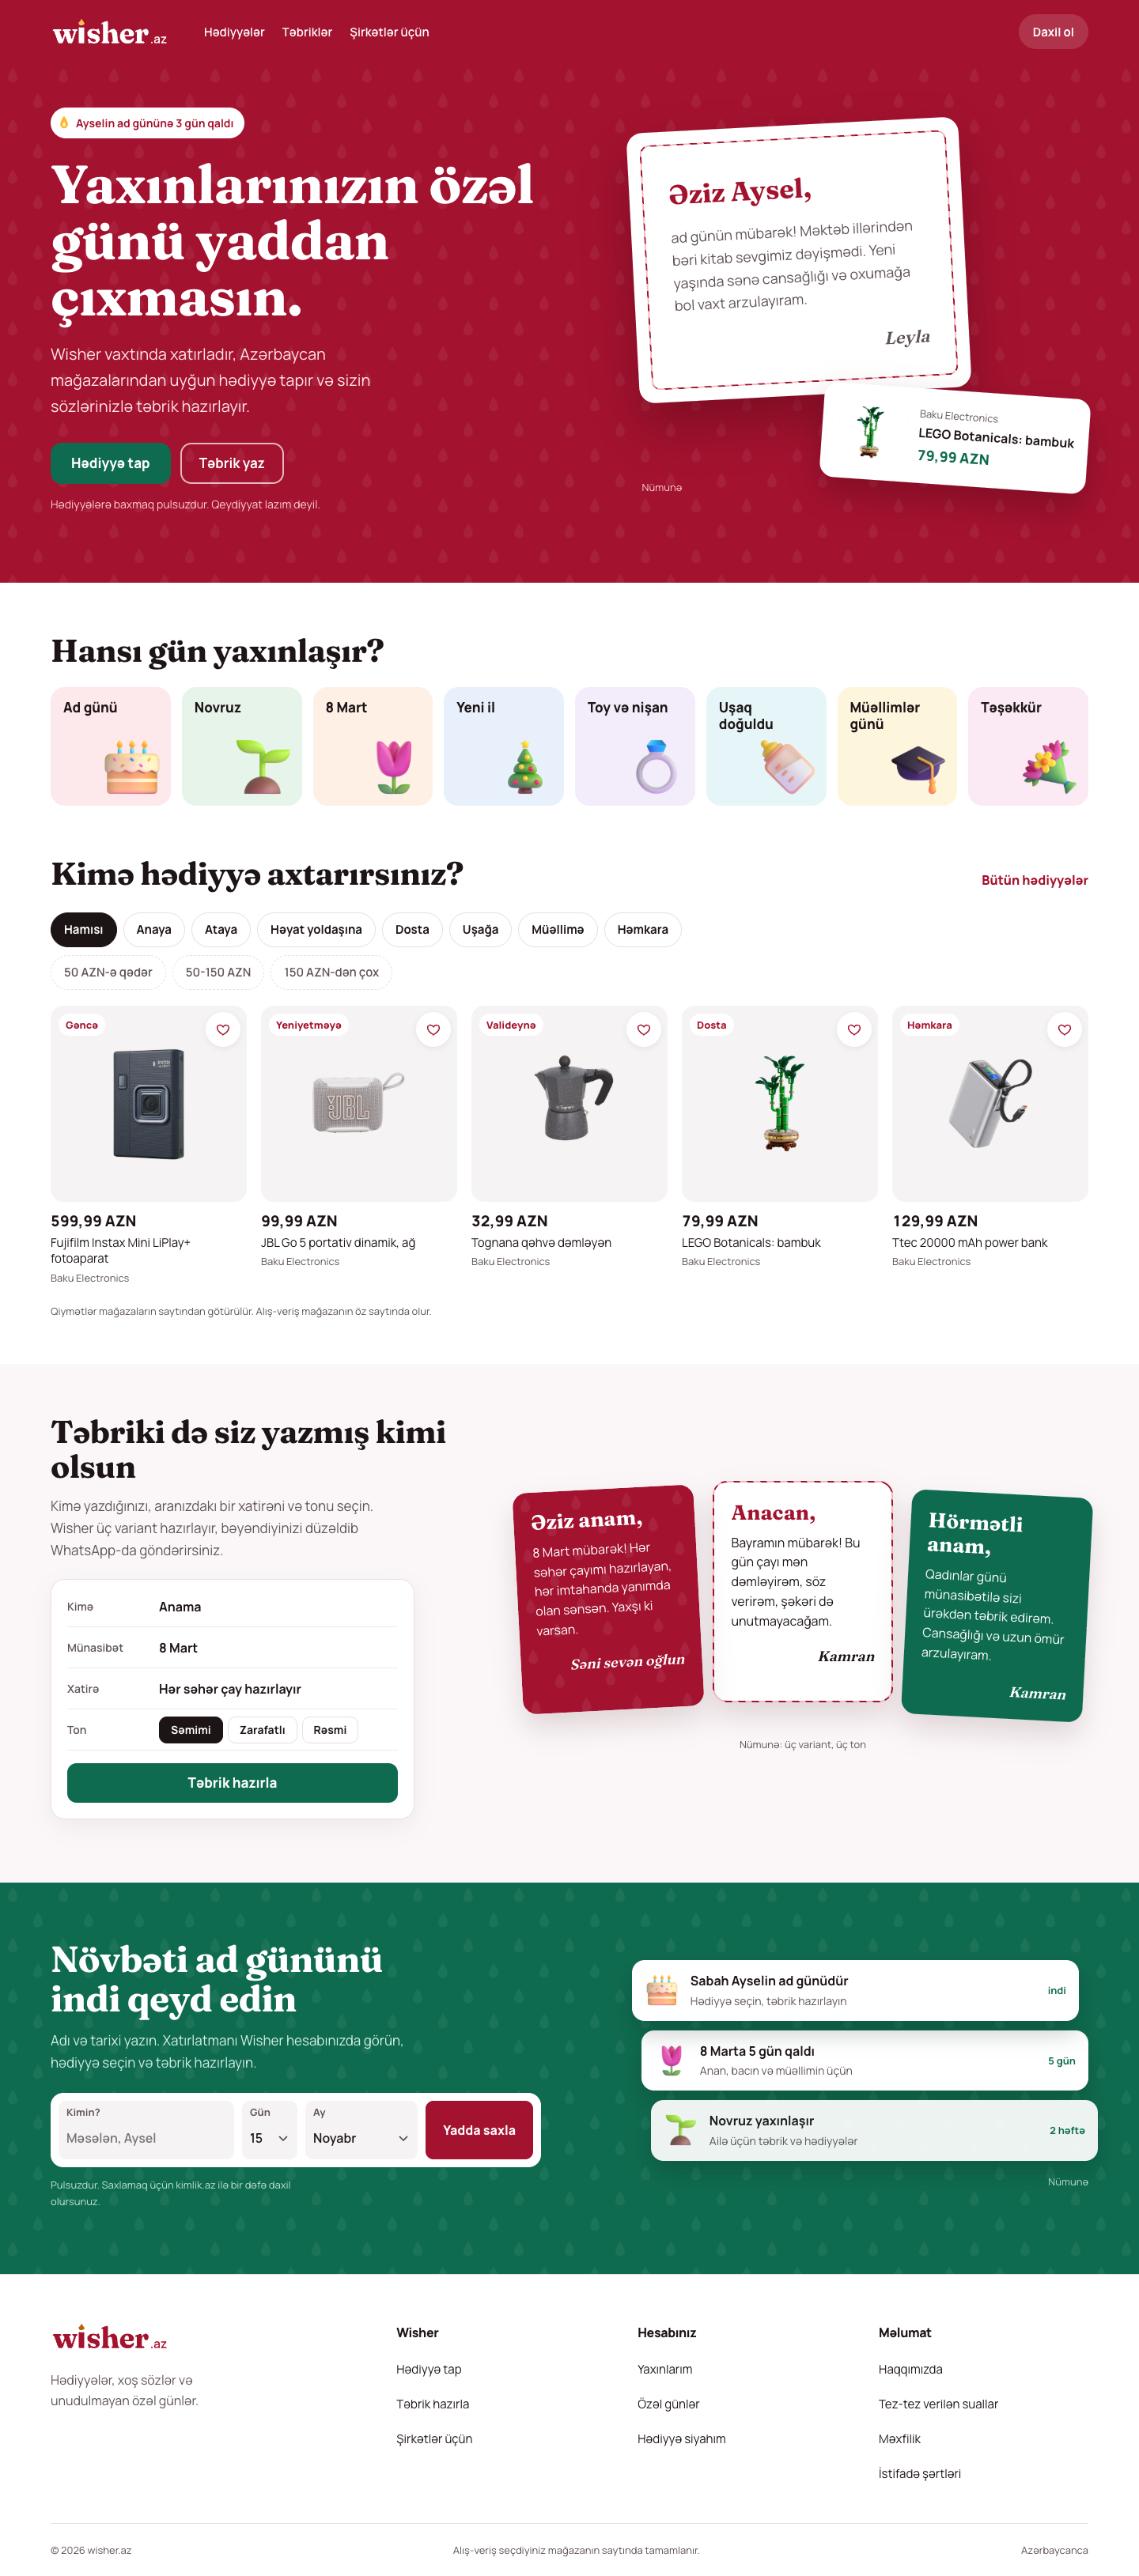 wisher.az
Hədiyyələr
Təbriklər
Şirkətlər üçün
Daxil ol
Ayselin ad gününə 3 gün qaldı
Yaxınlarınızın özəl
günü yaddan
çıxmasın.
Wisher vaxtında xatırladır, Azərbaycan
mağazalarından uyğun hədiyyə tapır və sizin
sözlərinizlə təbrik hazırlayır.
Hədiyyə tap
Təbrik yaz
Hədiyyələrə baxmaq pulsuzdur. Qeydiyyat lazım deyil.
Əziz Aysel,
ad günün mübarək! Məktəb illərindən
bəri kitab sevgimiz dəyişmədi. Yeni
yaşında sənə cansağlığı və oxumağa
bol vaxt arzulayıram.
Leyla
Baku Electronics
LEGO Botanicals: bambuk
79,99 AZN
Nümunə
Hansı gün yaxınlaşır?
Ad günü
Novruz
8 Mart
Yeni il
Toy və nişan
Uşaq
doğuldu
Müəllimlər
günü
Təşəkkür
Kimə hədiyyə axtarırsınız?
Bütün hədiyyələr
Hamısı
Anaya
Ataya
Həyat yoldaşına
Dosta
Uşağa
Müəllimə
Həmkara
50 AZN-ə qədər
50-150 AZN
150 AZN-dən çox
Gəncə
Yeniyetməyə
Valideynə
Dosta
Həmkara
JBL
599,99 AZN
Fujifilm Instax Mini LiPlay+
fotoaparat
Baku Electronics
99,99 AZN
JBL Go 5 portativ dinamik, ağ
Baku Electronics
32,99 AZN
Tognana qəhvə dəmləyən
Baku Electronics
79,99 AZN
LEGO Botanicals: bambuk
Baku Electronics
129,99 AZN
Ttec 20000 mAh power bank
Baku Electronics
Qiymətlər mağazaların saytından götürülür. Alış-veriş mağazanın öz saytında olur.
Təbriki də siz yazmış kimi
olsun
Kimə yazdığınızı, aranızdakı bir xatirəni və tonu seçin.
Wisher üç variant hazırlayır, bəyəndiyinizi düzəldib
WhatsApp-da göndərirsiniz.
Kimə
Anama
Münasibət
8 Mart
Xatirə
Hər səhər çay hazırlayır
Ton
Səmimi
Zarafatlı
Rəsmi
Təbrik hazırla
Əziz anam,
8 Mart mübarək! Hər
səhər çayımı hazırlayan,
hər imtahanda yanımda
olan sənsən. Yaxşı ki
varsan.
Səni sevən oğlun
Anacan,
Bayramın mübarək! Bu
gün çayı mən
dəmləyirəm, söz
verirəm, şəkəri də
unutmayacağam.
Kamran
Hörmətli
anam,
Qadınlar günü
münasibətilə sizi
ürəkdən təbrik edirəm.
Cansağlığı və uzun ömür
arzulayıram.
Kamran
Nümunə: üç variant, üç ton
Növbəti ad gününü
indi qeyd edin
Adı və tarixi yazın. Xatırlatmanı Wisher hesabınızda görün,
hədiyyə seçin və təbrik hazırlayın.
Kimin?
Məsələn, Aysel
Gün
15
Ay
Noyabr
Yadda saxla
Pulsuzdur. Saxlamaq üçün kimlik.az ilə bir dəfə daxil
olursunuz.
Sabah Ayselin ad günüdür
Hədiyyə seçin, təbrik hazırlayın
indi
8 Marta 5 gün qaldı
Anan, bacın və müəllimin üçün
5 gün
Novruz yaxınlaşır
Ailə üçün təbrik və hədiyyələr
2 həftə
Nümunə
wisher.az
Hədiyyələr, xoş sözlər və
unudulmayan özəl günlər.
Wisher
Hədiyyə tap
Təbrik hazırla
Şirkətlər üçün
Hesabınız
Yaxınlarım
Özəl günlər
Hədiyyə siyahım
Məlumat
Haqqımızda
Tez-tez verilən suallar
Məxfilik
İstifadə şərtləri
© 2026 wisher.az
Alış-veriş seçdiyiniz mağazanın saytında tamamlanır.
Azərbaycanca